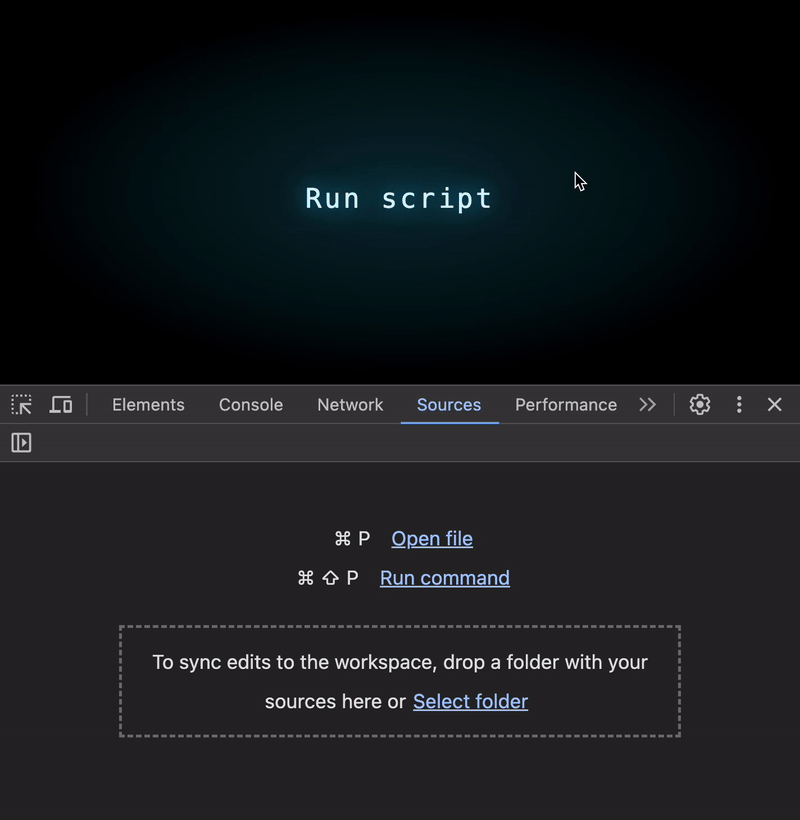 Run script
Elements Console Network Sources Performance
⌘ P Open file
⌘ ⇧ P Run command
To sync edits to the workspace, drop a folder with your
sources here or Select folder